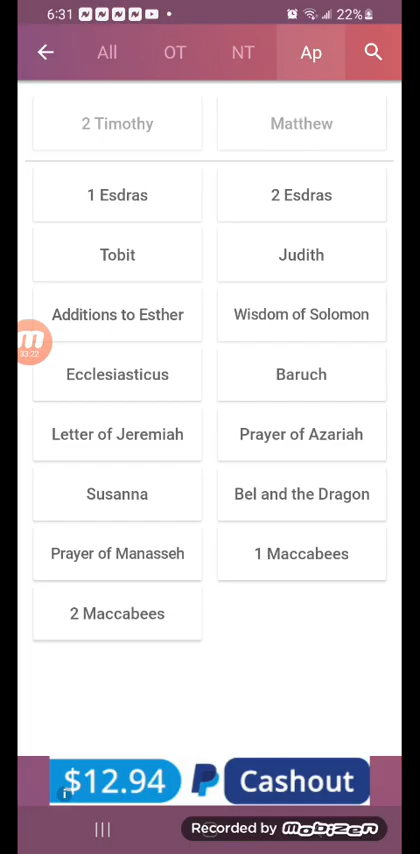 6:31 22%
All OT NT Ap
2 Timothy Matthew
1 Esdras 2 Esdras
Tobit Judith
Additions to Esther Wisdom of Solomon
33:22
Ecclesiasticus Baruch
Letter of Jeremiah Prayer of Azariah
Susanna Bel and the Dragon
Prayer of Manasseh 1 Maccabees
2 Maccabees
$12.94 P Cashout
Recorded by mobizen